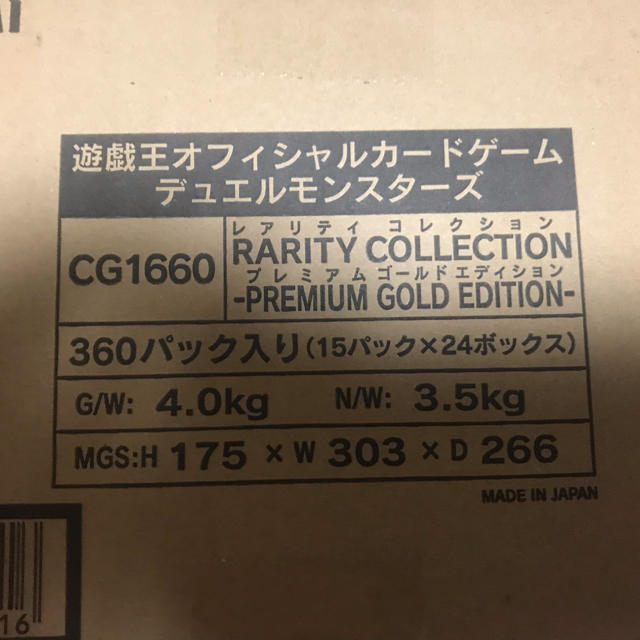 遊戯王オフィシャルカードゲーム
デュエルモンスターズ
CG1660
レアリティ コレクション
RARITY COLLECTION
プレミアム ゴールド エディション
-PREMIUM GOLD EDITION-
360パック入り(15パック×24ボックス)
G/W: 4.0kg N/W: 3.5kg
MGS:H 175 × W 303 × D 266
MADE IN JAPAN
16